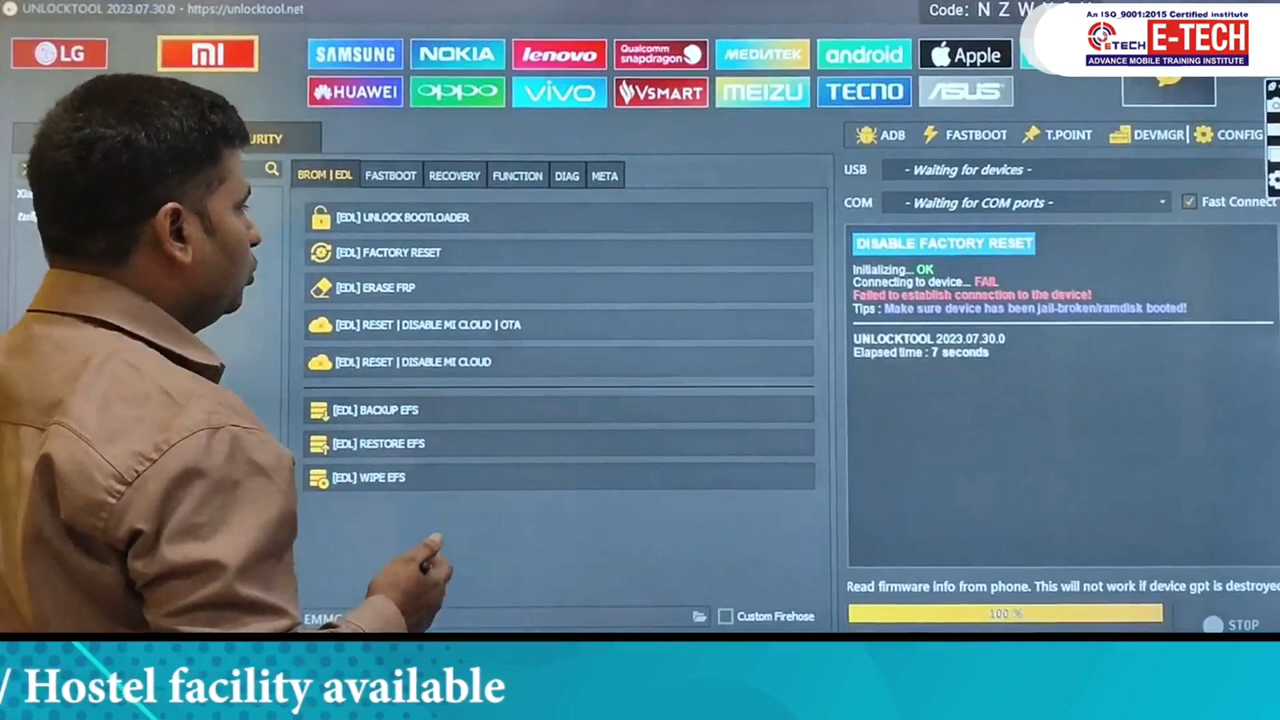 UNLOCKTOOL 2023.07.30.0 - https://unlocktool.net
Code: N Z W
An ISO 9001:2015 Certified institute
ETECH E-TECH
ADVANCE MOBILE TRAINING INSTITUTE
LG mi SAMSUNG NOKIA lenovo Qualcomm snapdragon MEDIATEK android Apple
HUAWEI oppo vivo VSMART MEIZU TECNO ASUS
URITY
ADB FASTBOOT T.POINT DEVMGR CONFIG
BROM | EDL FASTBOOT RECOVERY FUNCTION DIAG META
USB - Waiting for devices -
COM - Waiting for COM ports - Fast Connect
[EDL] UNLOCK BOOTLOADER
[EDL] FACTORY RESET
[EDL] ERASE FRP
[EDL] RESET | DISABLE MI CLOUD | OTA
[EDL] RESET | DISABLE MI CLOUD
[EDL] BACKUP EFS
[EDL] RESTORE EFS
[EDL] WIPE EFS
EMMC
Custom Firehose
DISABLE FACTORY RESET
Initializing... OK
Connecting to device... FAIL
Failed to establish connection to the device!
Tips : Make sure device has been jail-broken/ramdisk booted!
UNLOCKTOOL 2023.07.30.0
Elapsed time : 7 seconds
Read firmware info from phone. This will not work if device gpt is destroye
100 %
STOP
/ Hostel facility available